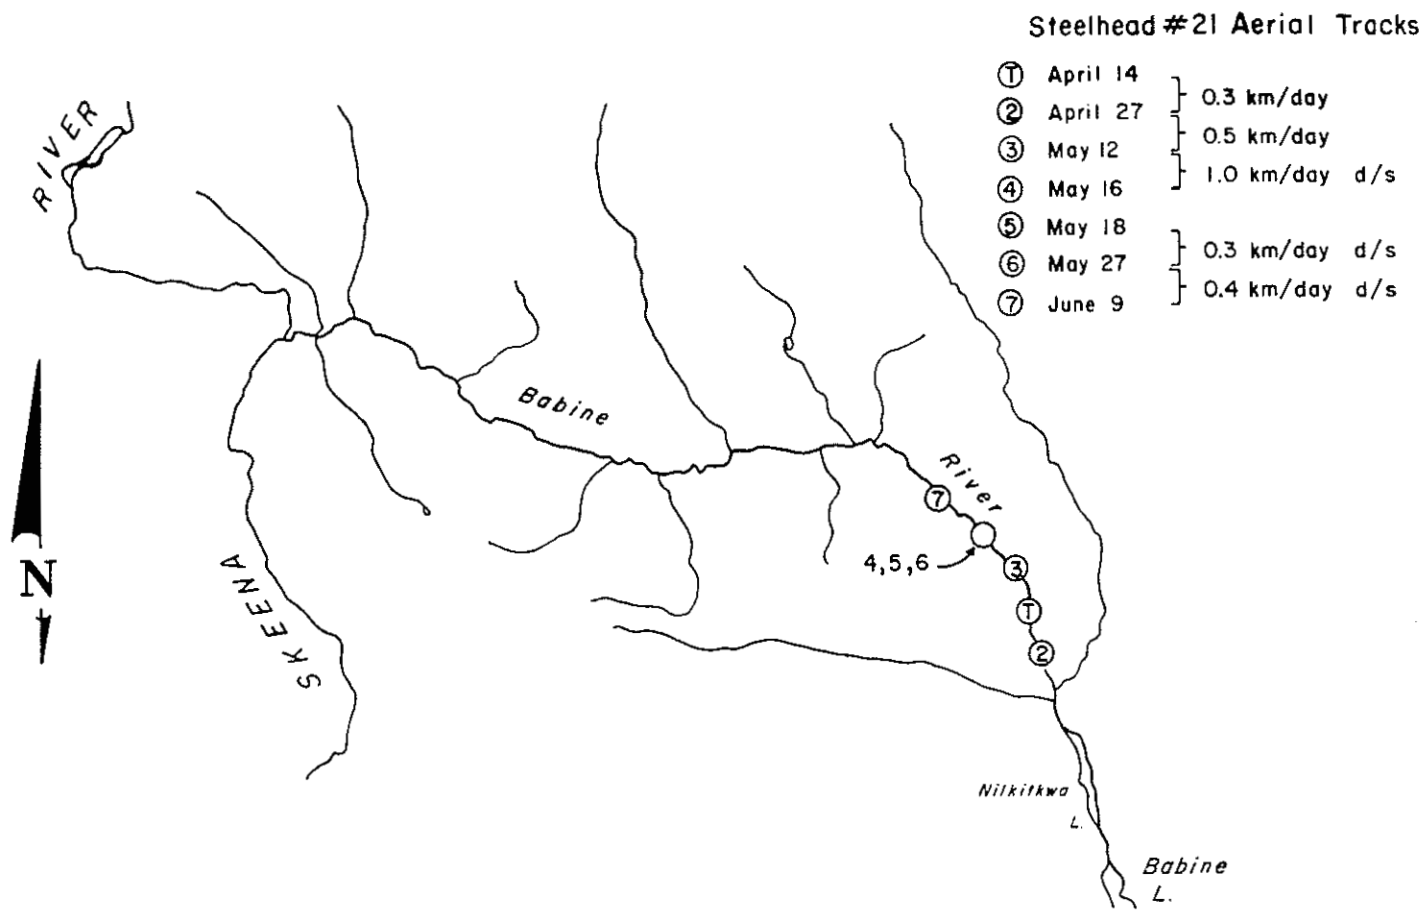 Steelhead #21 Aerial Tracks
T April 14
0.3 km/day
2 April 27
0.5 km/day
3 May 12
1.0 km/day d/s
4 May 16
5 May 18
0.3 km/day d/s
6 May 27
0.4 km/day d/s
7 June 9
RIVER
Babine
River
7
4,5,6
3
T
2
N
SKEENA
Nilkitkwa
L.
Babine
L.